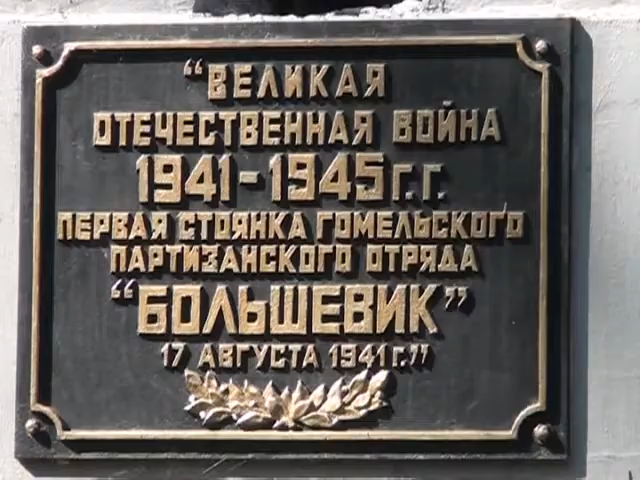 “ВЕЛИКАЯ
ОТЕЧЕСТВЕННАЯ ВОЙНА
1941-1945 г.г.
ПЕРВАЯ СТОЯНКА ГОМЕЛЬСКОГО
ПАРТИЗАНСКОГО ОТРЯДА
“БОЛЬШЕВИК”
17 АВГУСТА 1941 г.”